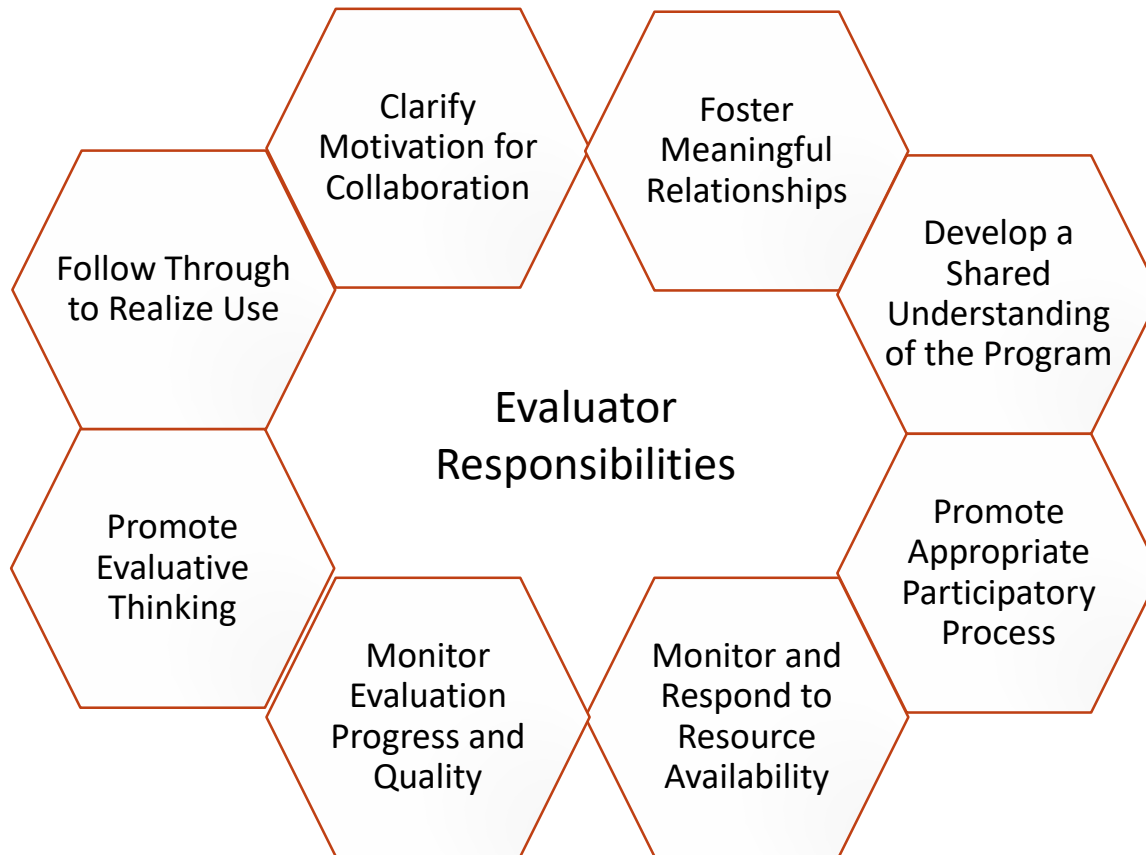 Clarify
Motivation for
Collaboration
Foster
Meaningful
Relationships
Develop a
Shared
Understanding
of the Program
Promote
Appropriate
Participatory
Process
Monitor and
Respond to
Resource
Availability
Monitor
Evaluation
Progress and
Quality
Promote
Evaluative
Thinking
Follow Through
to Realize Use
Evaluator
Responsibilities